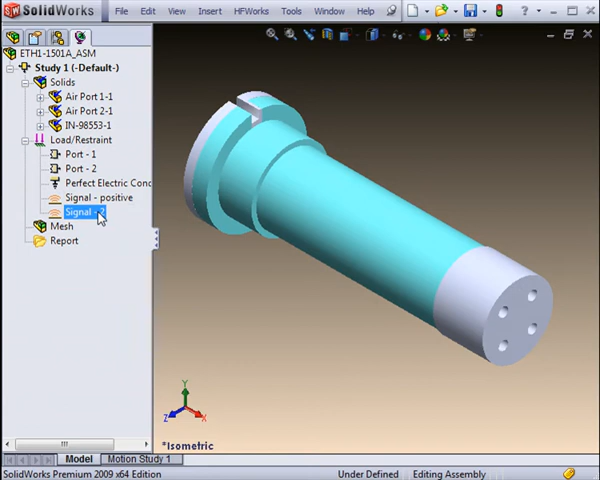 SolidWorks File Edit View Insert HFWorks Tools Window Help
ETH1-1501A_ASM
Study 1 (-Default-)
Solids
Air Port 1-1
Air Port 2-1
IN-98553-1
Load/Restraint
Port - 1
Port - 2
Perfect Electric Conc
Signal - positive
Signal - 2
Mesh
Report
Y
Z X
*Isometric
Model Motion Study 1
SolidWorks Premium 2009 x64 Edition Under Defined Editing Assembly